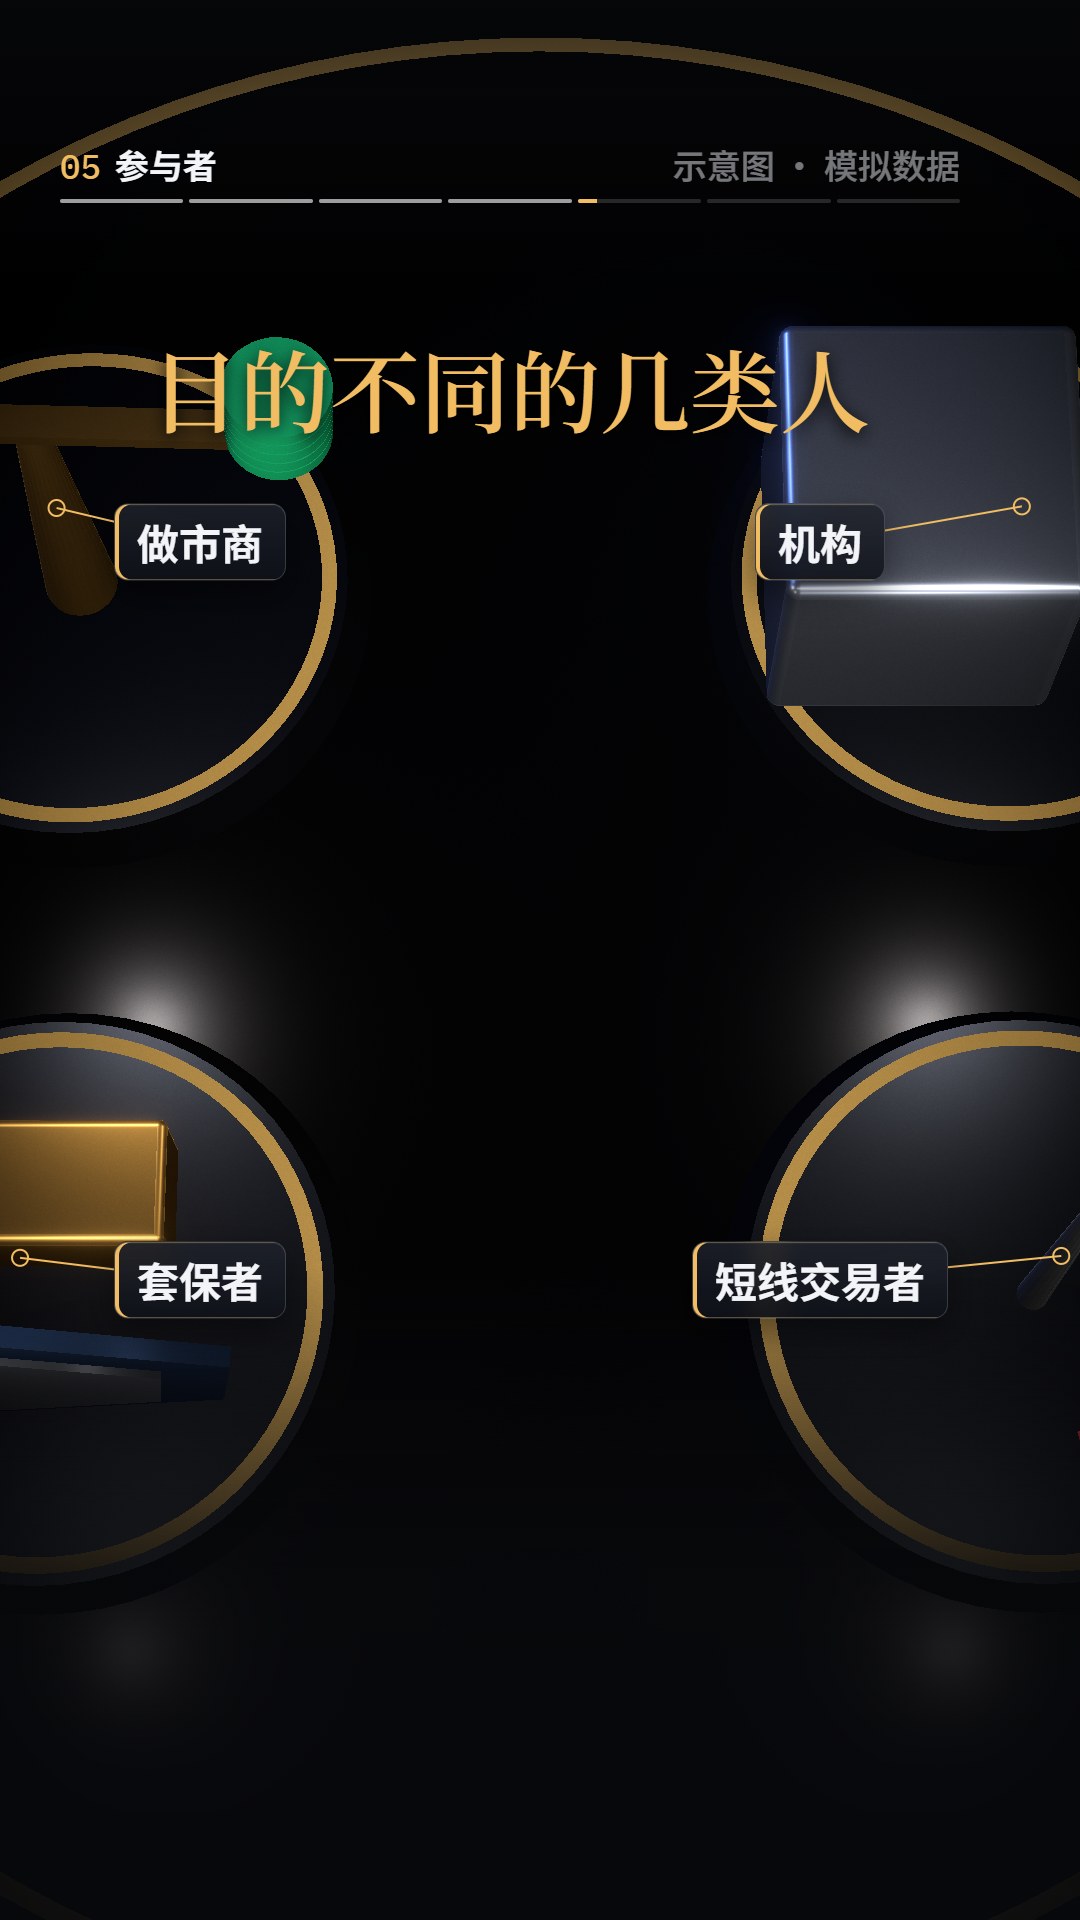 05 参与者
示意图 · 模拟数据
目的不同的几类人
做市商
机构
套保者
短线交易者